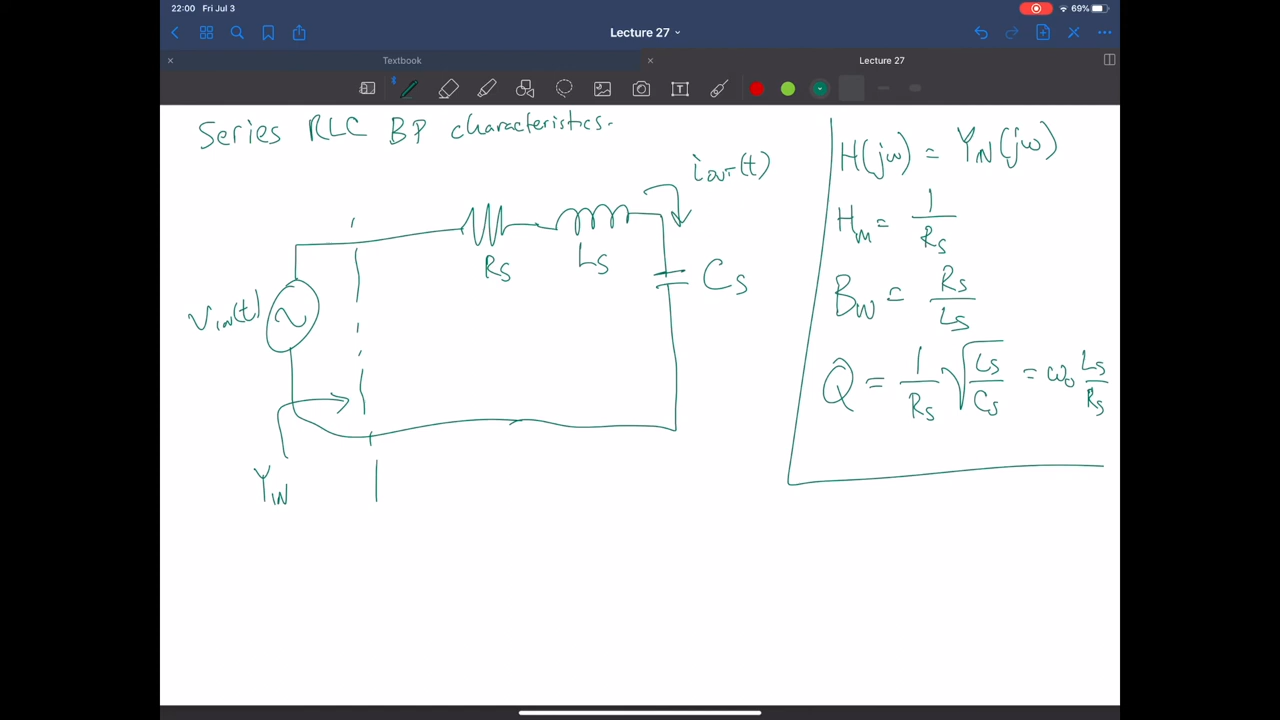 22:00 Fri Jul 3
69%
Lecture 27
Textbook
Lecture 27
Series RLC BP characteristics.
iOUT(t)
RS
LS
CS
vIN(t)
YIN
H(jω) = YIN(jω)
HM = 1/RS
BW = RS/LS
Q = 1/RS √(LS/CS) = ω₀ LS/RS